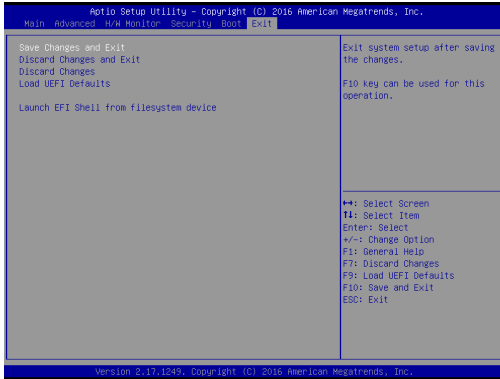 Aptio Setup Utility – Copyright (C) 2016 American Megatrends, Inc.
Main Advanced H/W Monitor Security Boot Exit
Save Changes and Exit
Discard Changes and Exit
Discard Changes
Load UEFI Defaults
Launch EFI Shell from filesystem device
Exit system setup after saving
the changes.
F10 key can be used for this
operation.
↔: Select Screen
↑↓: Select Item
Enter: Select
+/-: Change Option
F1: General Help
F7: Discard Changes
F9: Load UEFI Defaults
F10: Save and Exit
ESC: Exit
Version 2.17.1249. Copyright (C) 2016 American Megatrends, Inc.